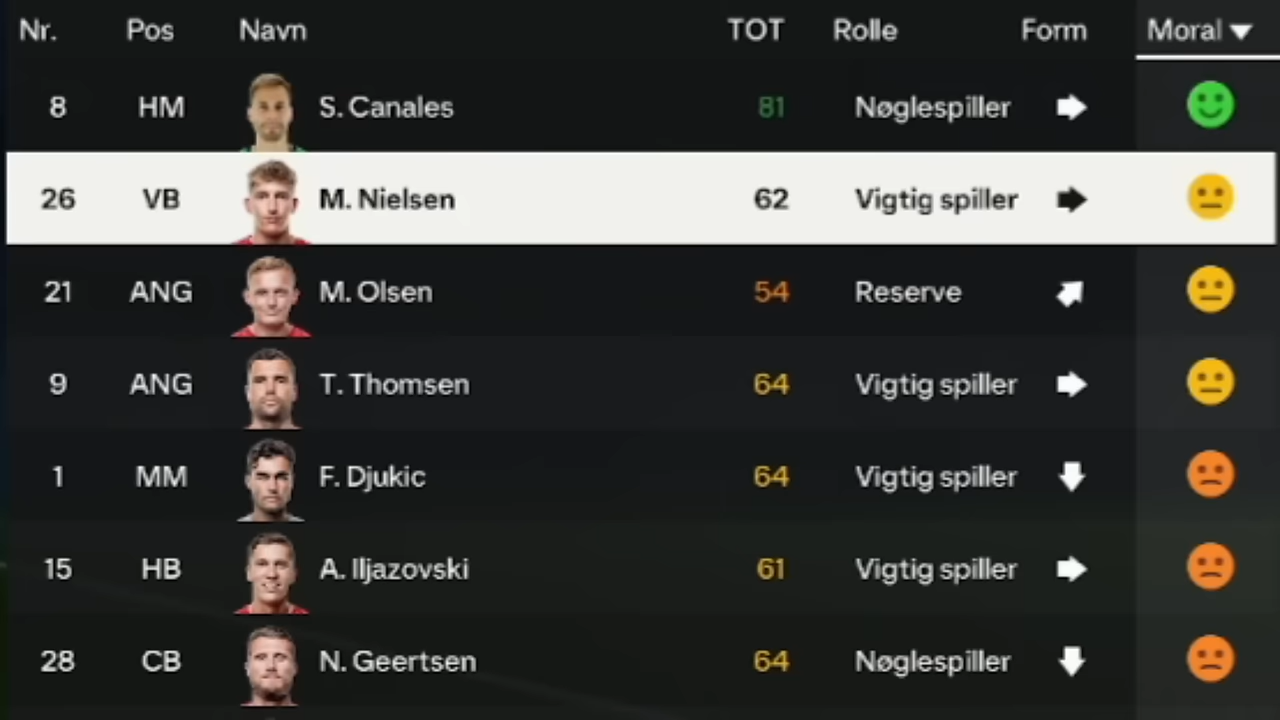 Nr. Pos Navn TOT Rolle Form Moral
8 HM S. Canales 81 Nøglespiller
26 VB M. Nielsen 62 Vigtig spiller
21 ANG M. Olsen 54 Reserve
9 ANG T. Thomsen 64 Vigtig spiller
1 MM F. Djukic 64 Vigtig spiller
15 HB A. Iljazovski 61 Vigtig spiller
28 CB N. Geertsen 64 Nøglespiller